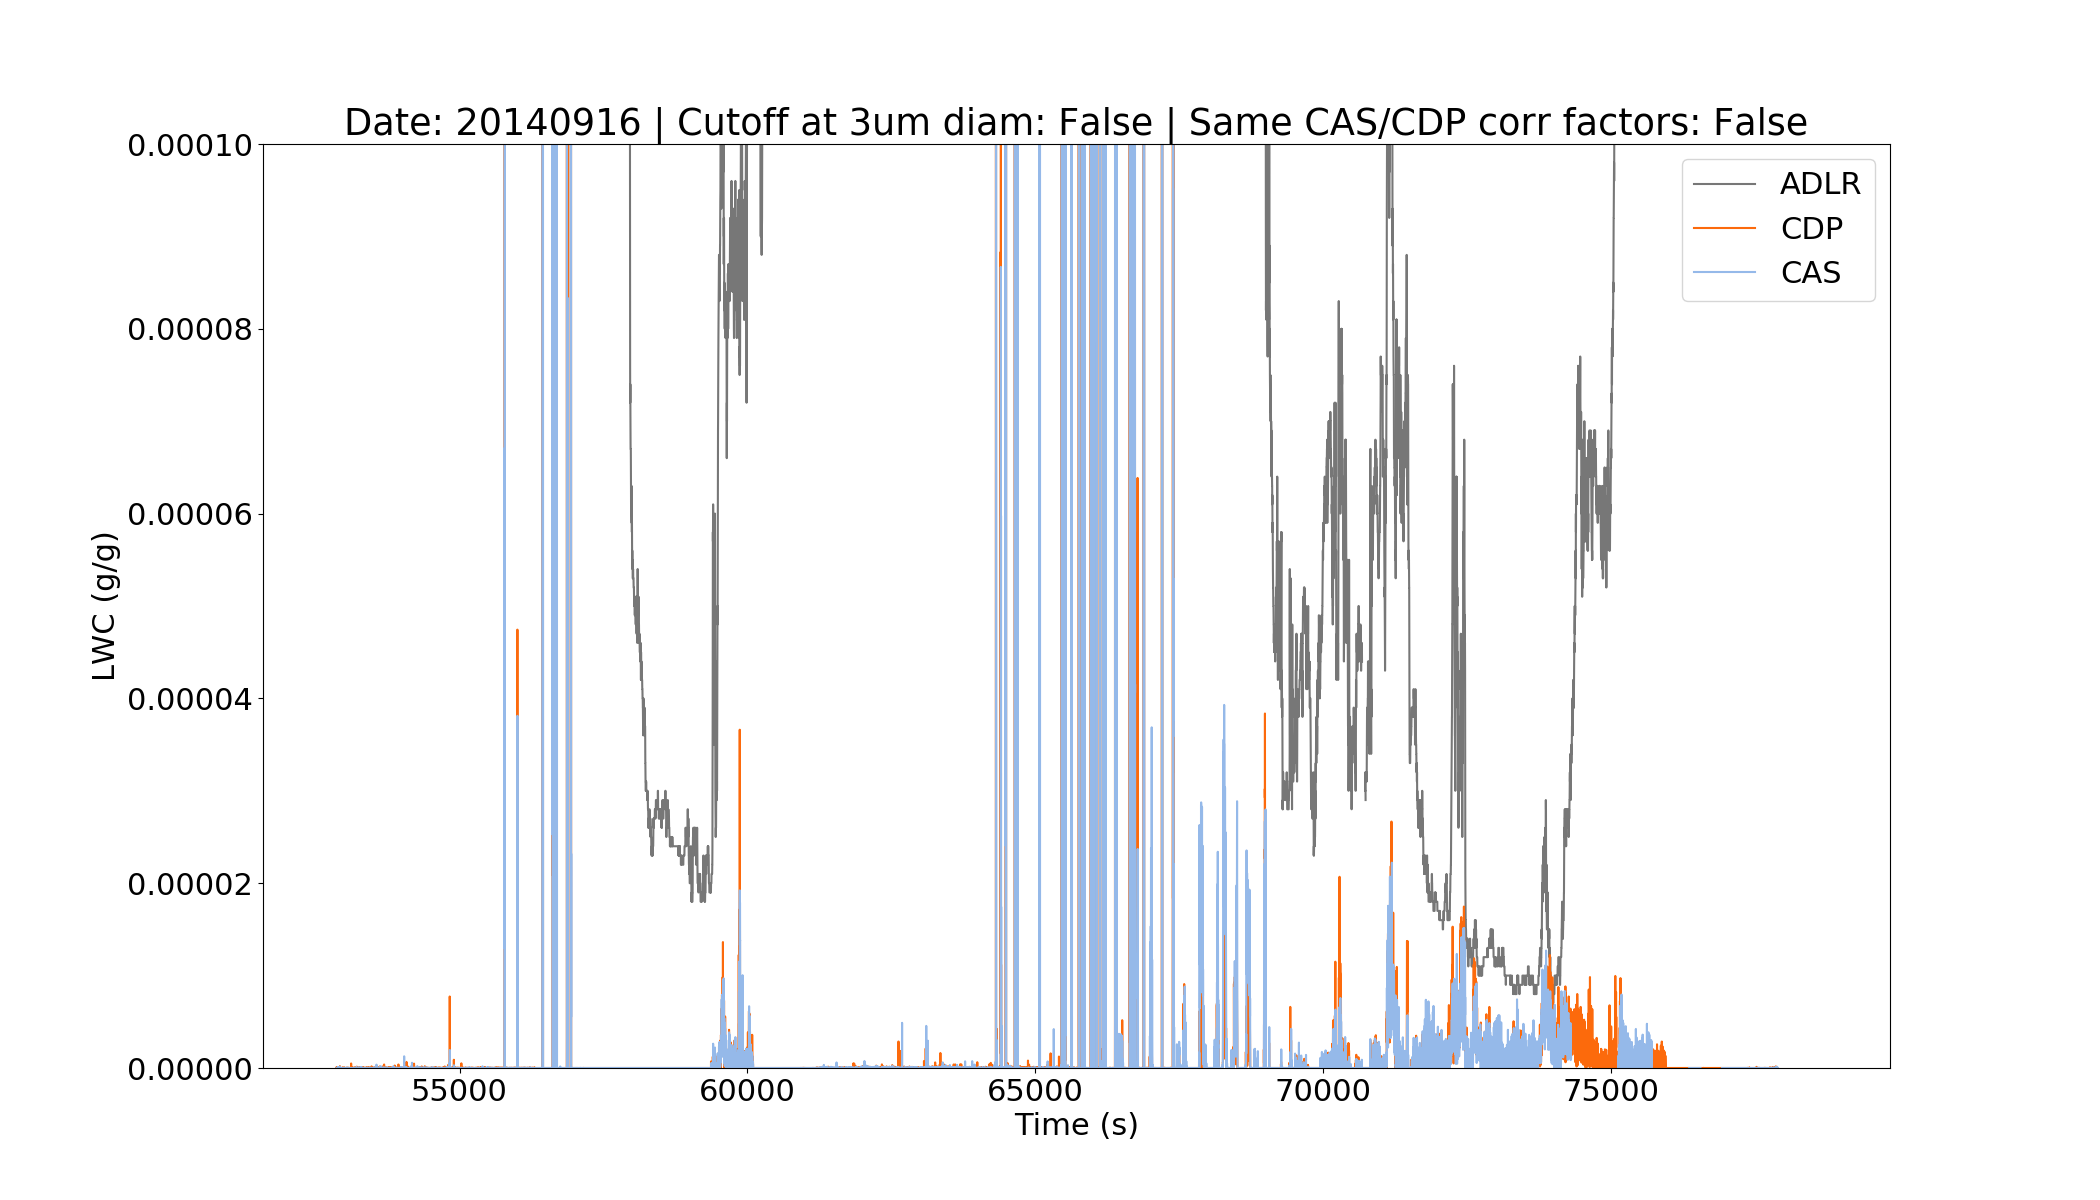 Date: 20140916 | Cutoff at 3um diam: False | Same CAS/CDP corr factors: False
0.00010
0.00008
0.00006
0.00004
0.00002
0.00000
LWC (g/g)
ADLR
CDP
CAS
55000 60000 65000 70000 75000
Time (s)